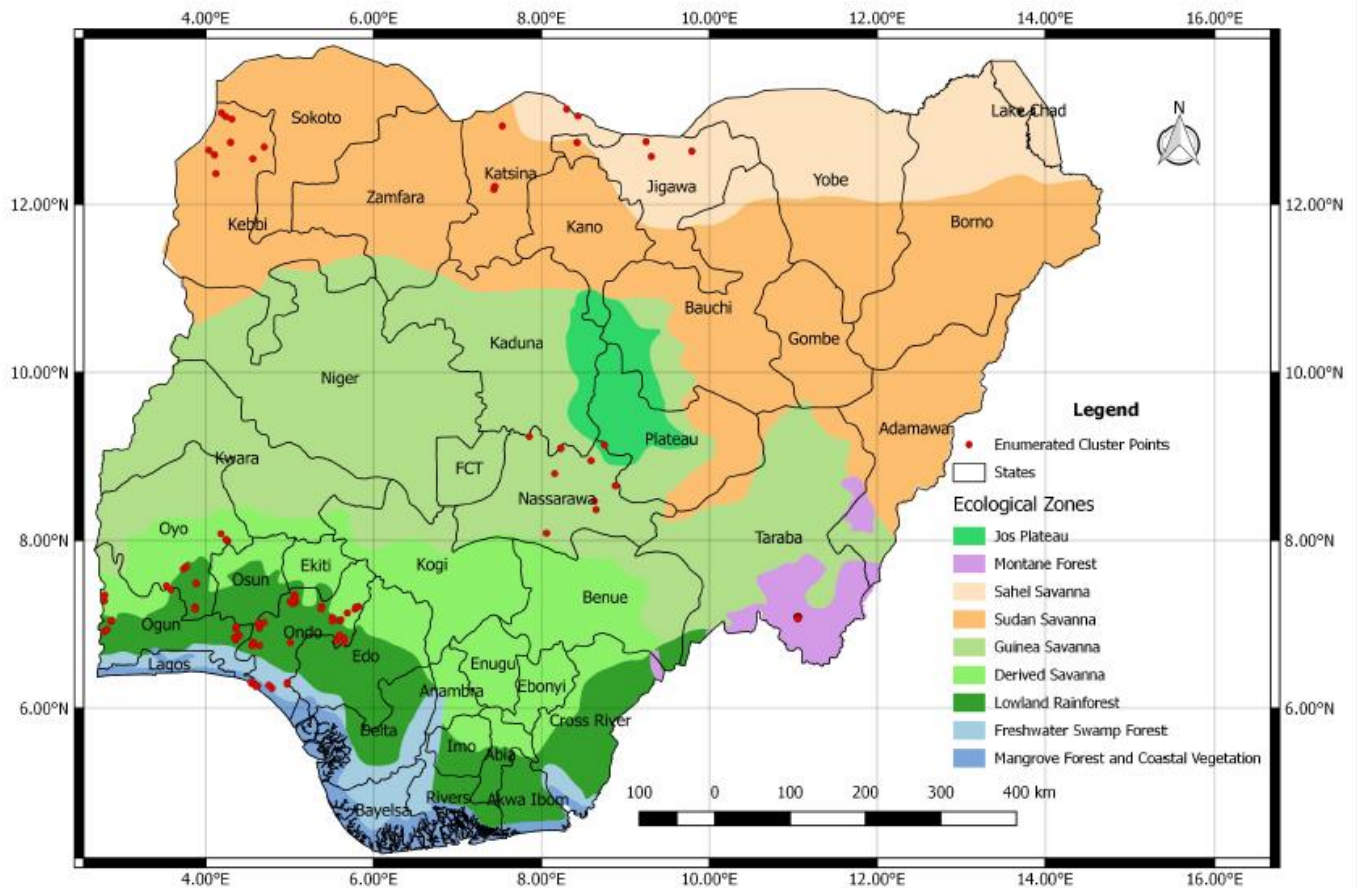 4.00°E 6.00°E 8.00°E 10.00°E 12.00°E 14.00°E 16.00°E
Lake Chad
N
Sokoto
Katsina
Jigawa
Yobe
Zamfara
12.00°N 12.00°N
Kebbi
Kano
Borno
Bauchi
Gombe
Kaduna
Niger
10.00°N 10.00°N
Legend
Adamawa
Plateau
Enumerated Cluster Points
Kwara
FCT
States
Nassarawa
Ecological Zones
Oyo
Taraba
Jos Plateau
8.00°N 8.00°N
Kogi
Ekiti
Montane Forest
Osun
Sahel Savanna
Benue
Sudan Savanna
Ogun
Ondo
Guinea Savanna
Edo
Lagos
Enugu
Derived Savanna
Anambra
Ebonyi
Lowland Rainforest
6.00°N 6.00°N
Cross River
Delta
Freshwater Swamp Forest
Imo
Abia
Mangrove Forest and Coastal Vegetation
Rivers
Akwa Ibom
Bayelsa
100 0 100 200 300 400 km
4.00°E 6.00°E 8.00°E 10.00°E 12.00°E 14.00°E 16.00°E